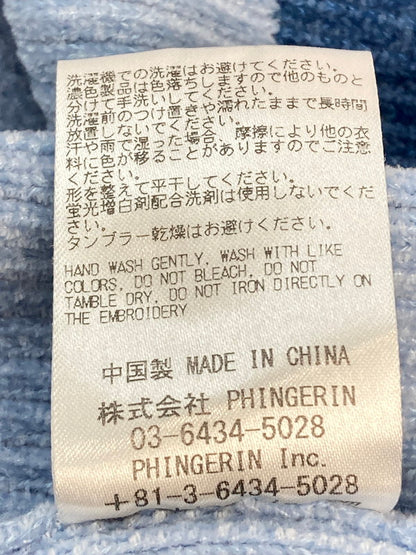 洗濯機での洗濯はお避けてください。
濃色製品は色落ちしますので他のものと
分けて手洗いしてください。
洗濯前のつけ置きや濡れたままで長時間
放置しないでください。
汗や雨で湿った場合、摩擦により他の衣
料に色が移ることがありますのでご注意
ください。
形を整えて平干してください。
蛍光増白剤配合洗剤は使用しないでくだ
さい。
タンブラー乾燥はお避けください。
HAND WASH GENTLY, WASH WITH LIKE
COLORS, DO NOT BLEACH, DO NOT
TAMBLE DRY, DO NOT IRON DIRECTLY ON
THE EMBROIDERY
中国製 MADE IN CHINA
株式会社 PHINGERIN
03-6434-5028
PHINGERIN Inc.
+81-3-6434-5028